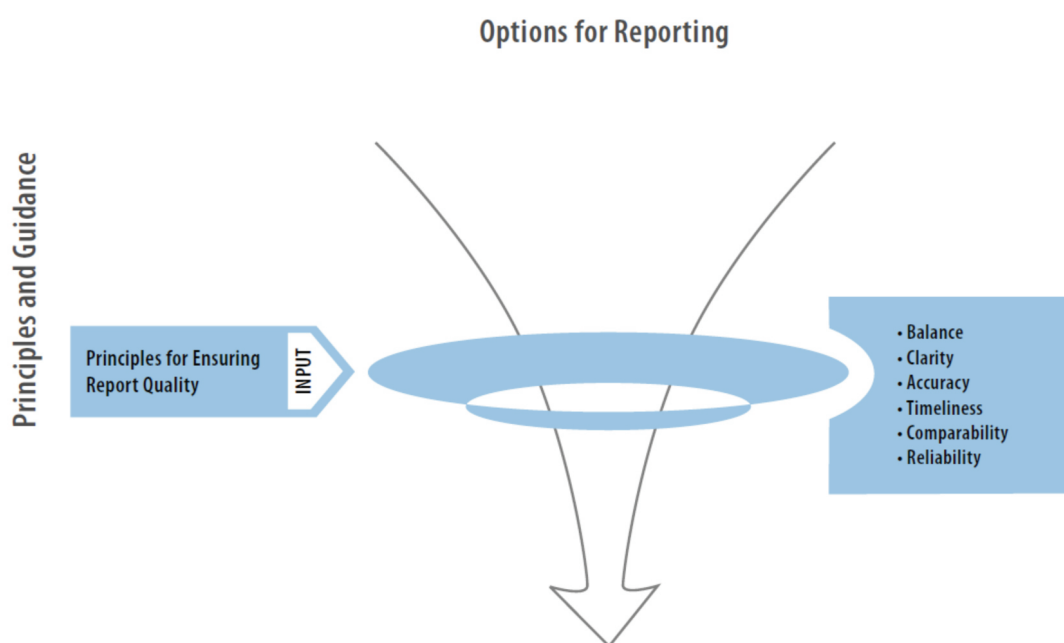 Options for Reporting
Principles and Guidance
Principles for Ensuring
Report Quality
INPUT
• Balance
• Clarity
• Accuracy
• Timeliness
• Comparability
• Reliability